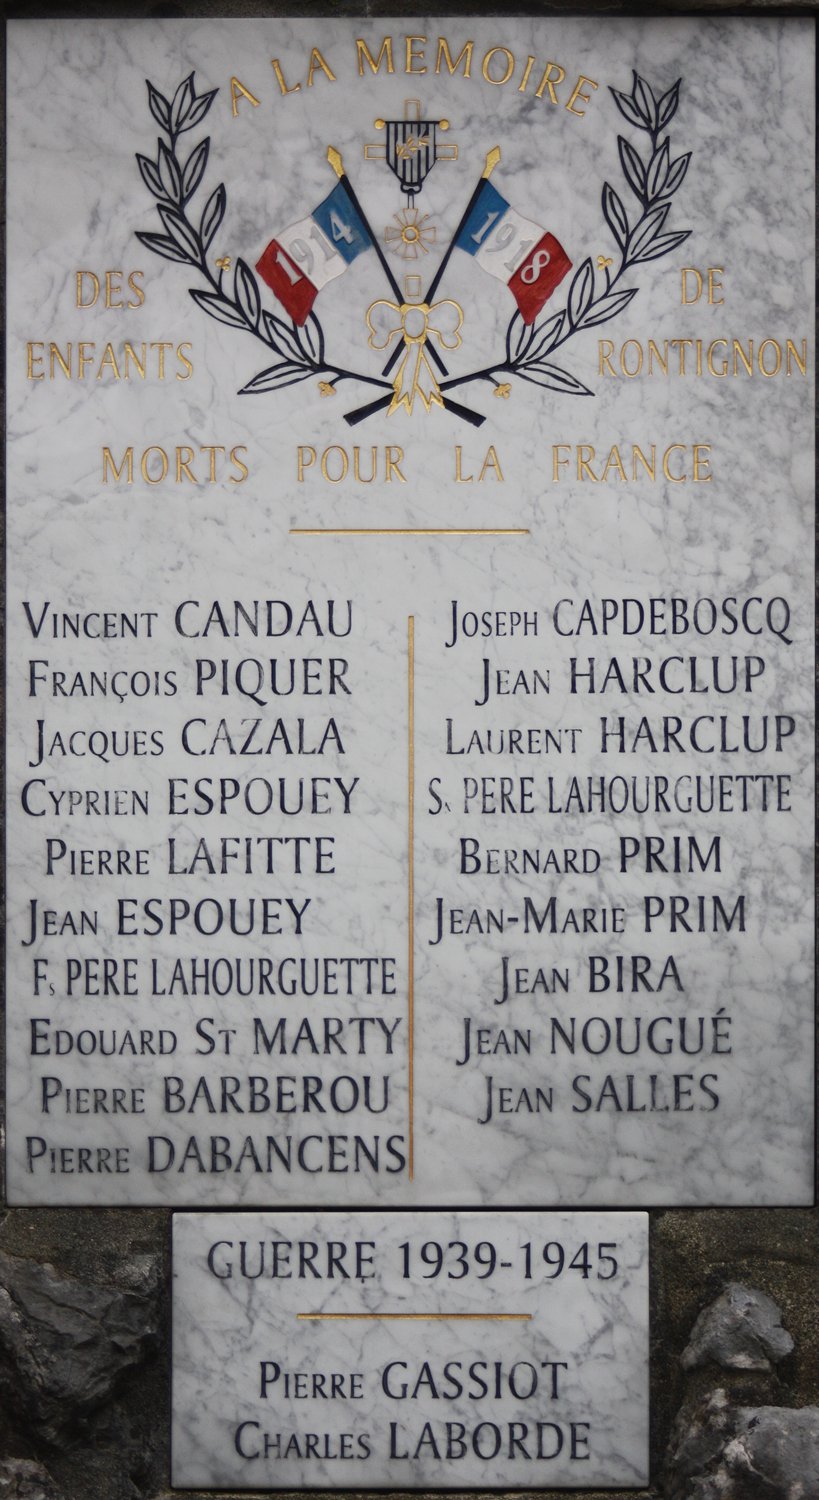 A LA MEMOIRE
1914 1918
DES
ENFANTS
DE
RONTIGNON
MORTS POUR LA FRANCE
VINCENT CANDAU
FRANÇOIS PIQUER
JACQUES CAZALA
CYPRIEN ESPOUEY
PIERRE LAFITTE
JEAN ESPOUEY
Fs PERE LAHOURGUETTE
EDOUARD ST MARTY
PIERRE BARBEROU
PIERRE DABANCENS
JOSEPH CAPDEBOSCQ
JEAN HARCLUP
LAURENT HARCLUP
PERE LAHOURGUETTE
BERNARD PRIM
JEAN-MARIE PRIM
JEAN BIRA
JEAN NOUGUÉ
JEAN SALLES
GUERRE 1939-1945
PIERRE GASSIOT
CHARLES LABORDE